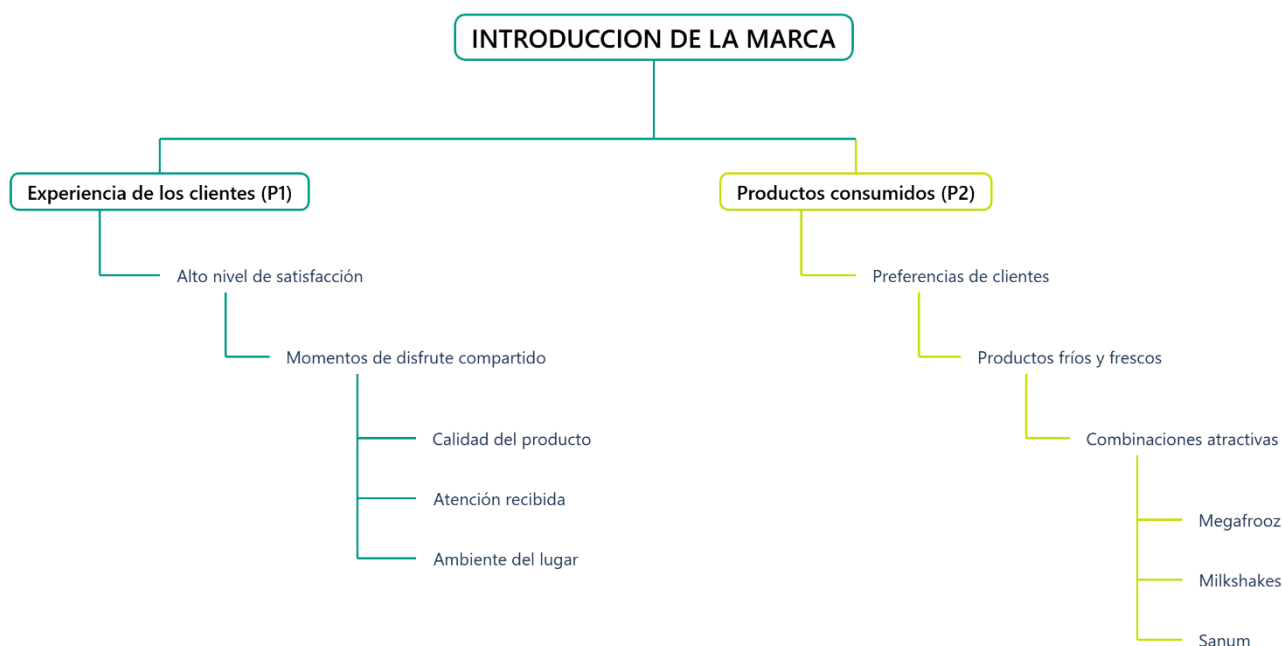 INTRODUCCION DE LA MARCA
Experiencia de los clientes (P1)
Alto nivel de satisfacción
Momentos de disfrute compartido
Calidad del producto
Atención recibida
Ambiente del lugar
Productos consumidos (P2)
Preferencias de clientes
Productos fríos y frescos
Combinaciones atractivas
Megafrooz
Milkshakes
Sanum